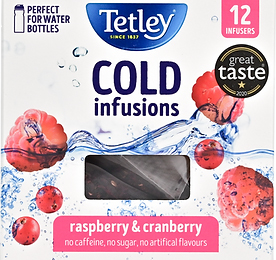 PERFECT
FOR WATER
BOTTLES
Tetley
SINCE 1837
12
INFUSERS
COLD
infusions
great
taste
2020
raspberry & cranberry
no caffeine, no sugar, no artifical flavours